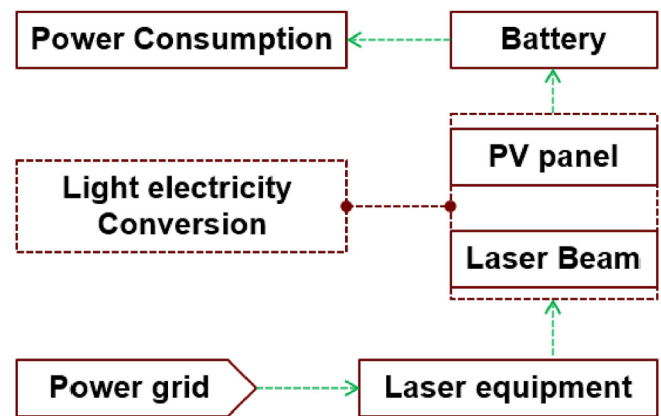 Power Consumption
Battery
PV panel
Light electricity
Conversion
Laser Beam
Power grid
Laser equipment